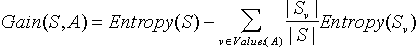 Gain(S,A) = Entropy(S) − ∑_{v∈Values(A)} |S_v|/|S| Entropy(S_v)